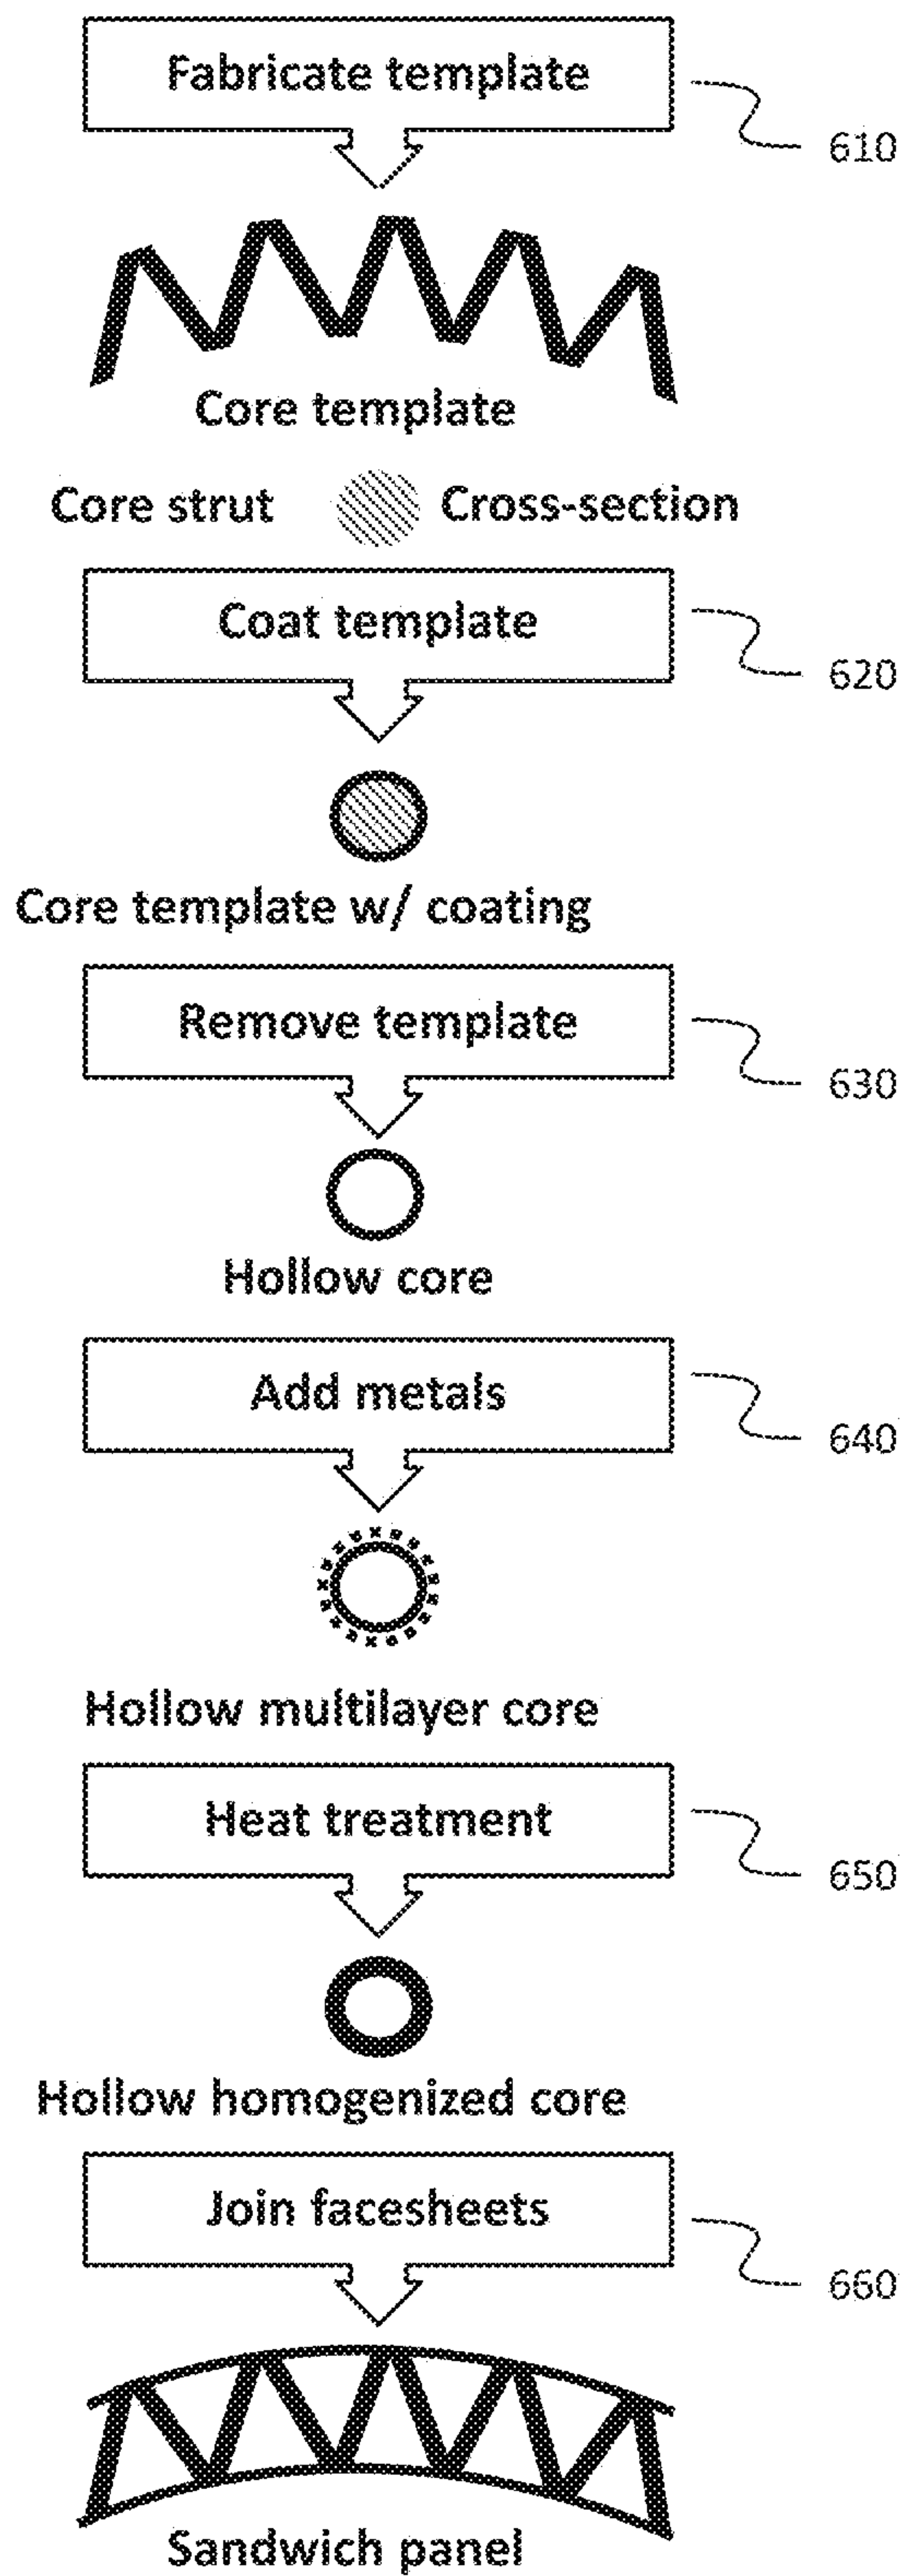 Fabricate template
610
Core template
Core strut Cross-section
Coat template
620
Core template w/ coating
Remove template
630
Hollow core
Add metals
640
Hollow multilayer core
Heat treatment
650
Hollow homogenized core
Join facesheets
660
Sandwich panel